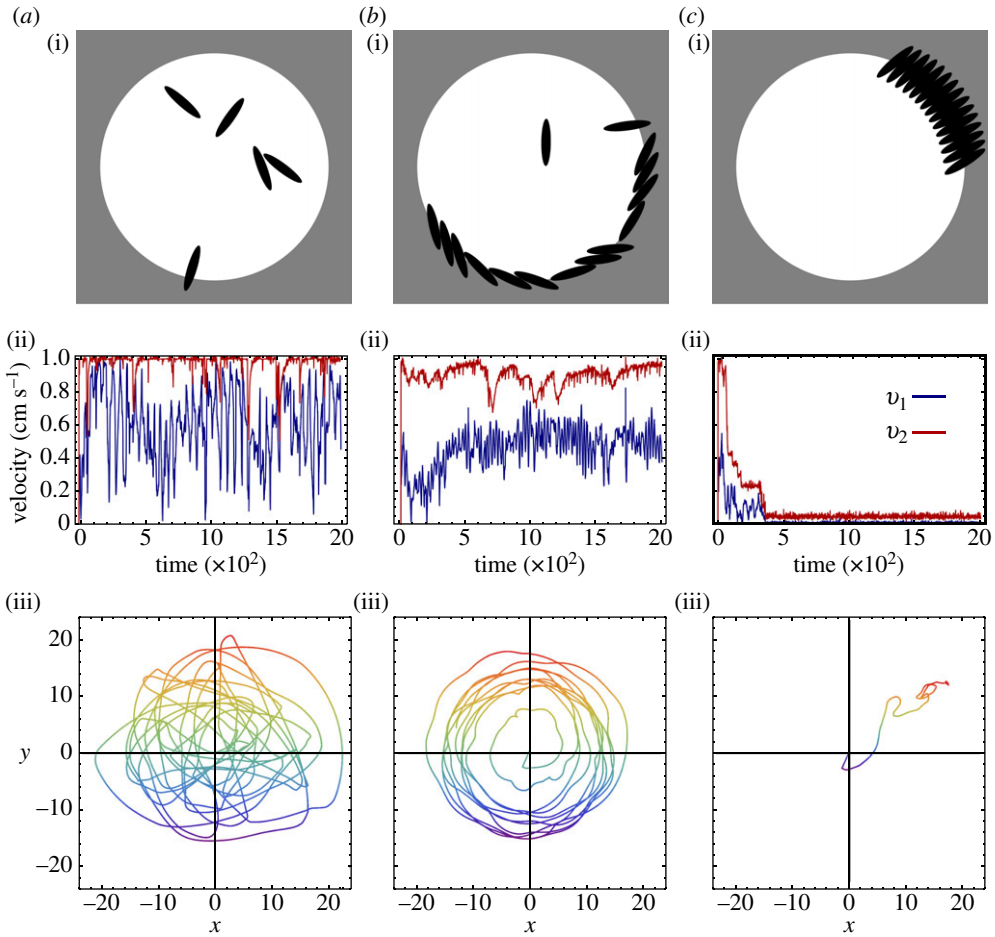 (a) (b) (c)
(i) (i) (i)
(ii) (ii) (ii)
1.0
0.8
0.6
0.4
0.2
0
velocity (cm s⁻¹)
υ₁
υ₂
0 5 10 15 20 0 5 10 15 20 0 5 10 15 20
time (×10²) time (×10²) time (×10²)
(iii) (iii) (iii)
20
10
y 0
–10
–20
–20 –10 0 10 20 –20 –10 0 10 20 –20 –10 0 10 20
x x x